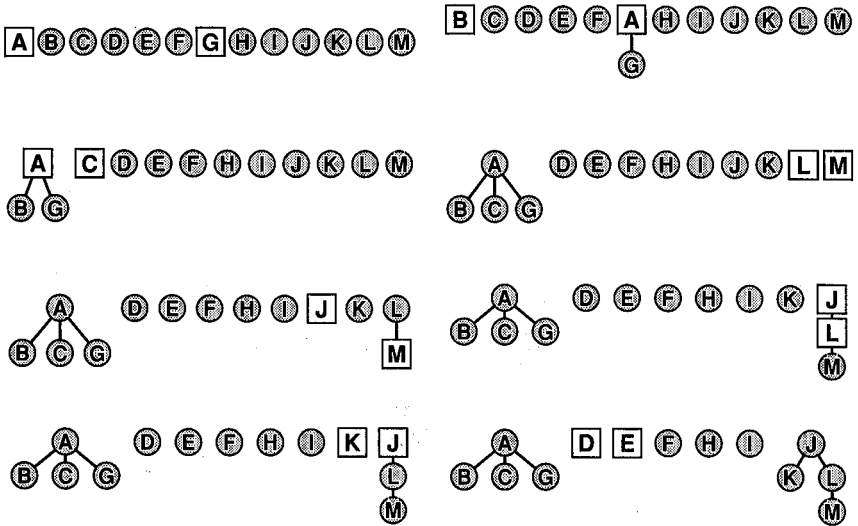 A B C D E F G H I J K L M
B C D E F A H I J K L M
G
A C D E F H I J K L M
B G
A D E F H I J K L M
B C G
A D E F H I J K L
B C G M
A D E F H I K J
B C G L
M
A D E F H I K J
B C G L
M
A D E F H I J
B C G K L
M